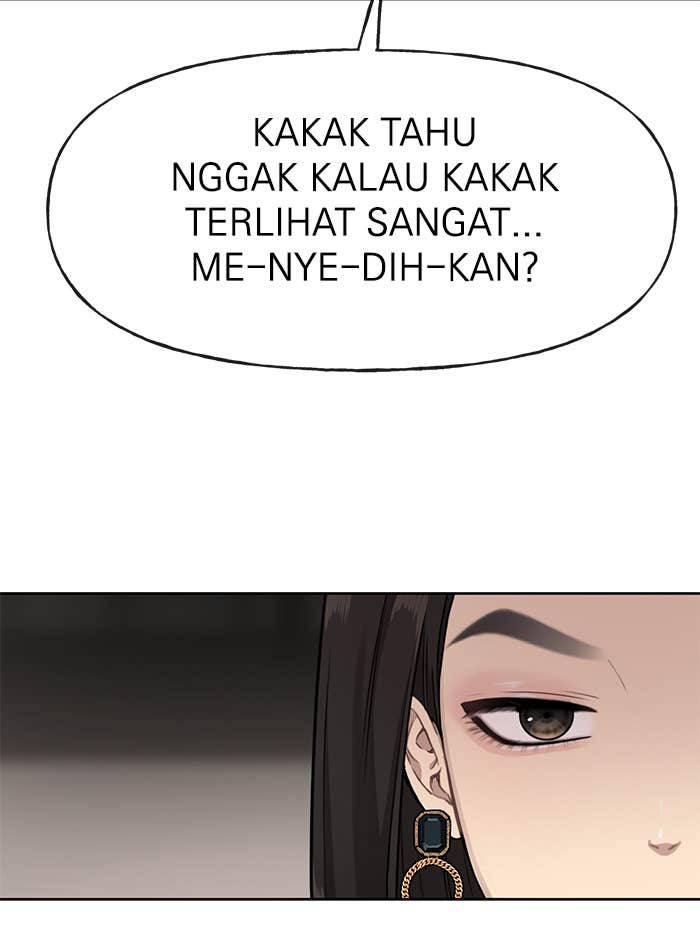 KAKAK TAHU
NGGAK KALAU KAKAK
TERLIHAT SANGAT...
ME-NYE-DIH-KAN?